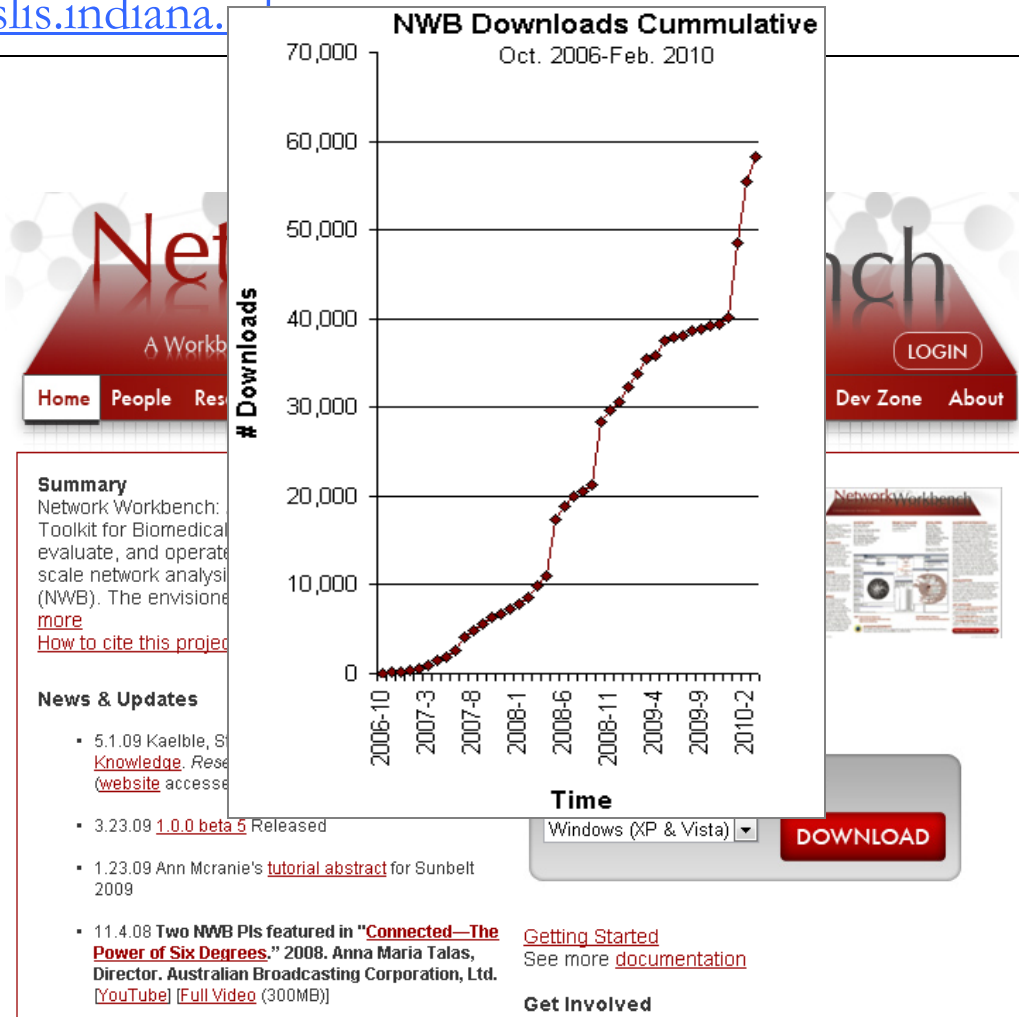 slis.indiana.
NWB Downloads Cummulative
Oct. 2006-Feb. 2010
70,000
60,000
50,000
40,000
30,000
20,000
10,000
0
# Downloads
2006-10
2007-3
2007-8
2008-1
2008-6
2008-11
2009-4
2009-9
2010-2
Time
Net
nch
A Workb
LOGIN
Home People Res
Dev Zone About
Summary
Network Workbench:
Toolkit for Biomedical
evaluate, and operate
scale network analysi
(NWB). The envisione
more
How to cite this projec
NetworkWorkbench
News & Updates
▪ 5.1.09 Kaelble, S
Knowledge. Rese
(website accesse
▪ 3.23.09 1.0.0 beta 5 Released
▪ 1.23.09 Ann Mcranie's tutorial abstract for Sunbelt
2009
▪ 11.4.08 Two NWB PIs featured in "Connected—The
Power of Six Degrees." 2008. Anna Maria Talas,
Director. Australian Broadcasting Corporation, Ltd.
[YouTube] [Full Video (300MB)]
Windows (XP & Vista)
DOWNLOAD
Getting Started
See more documentation
Get Involved